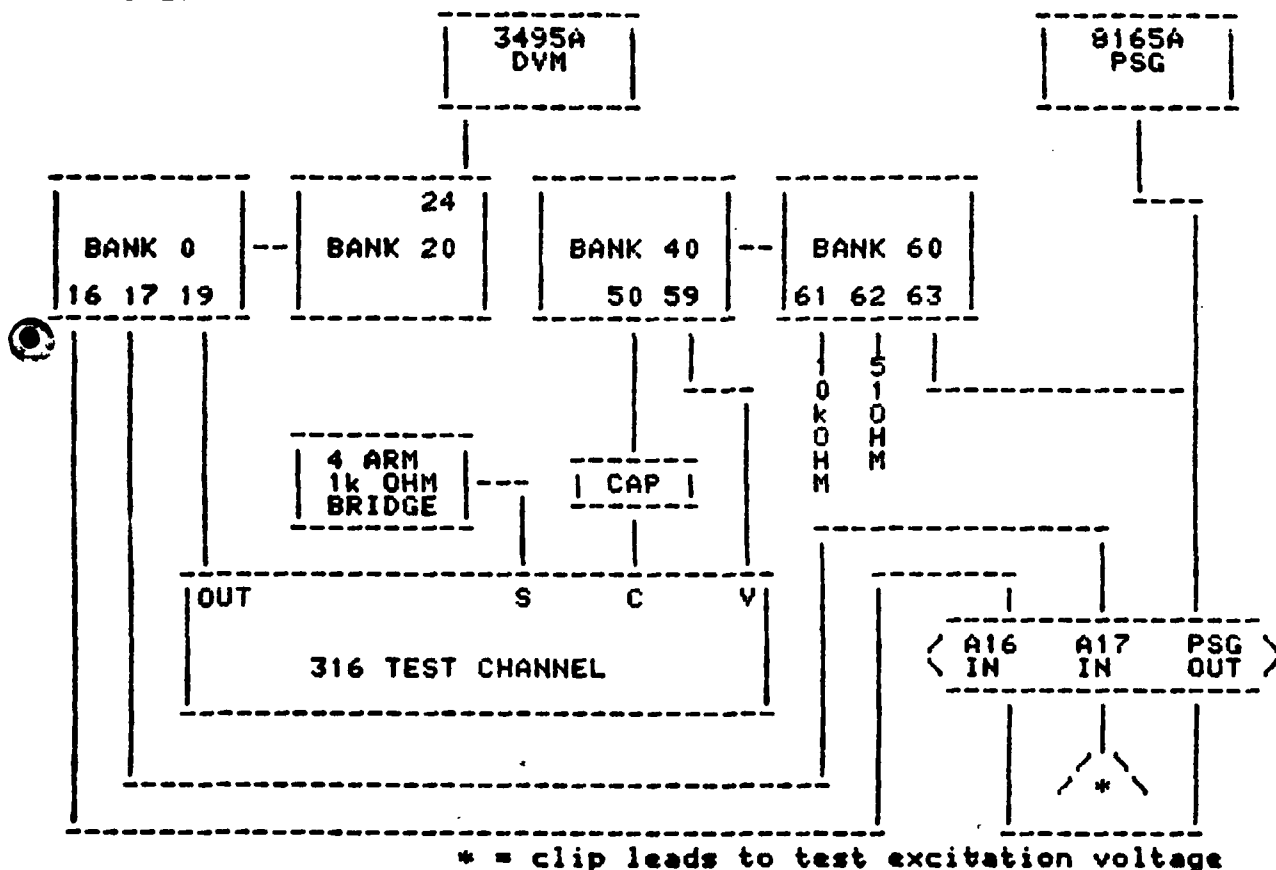 3495A
DVM
8165A
PSG
24
BANK 0
BANK 20
BANK 40
BANK 60
16 17 19
50 59
61 62 63
10kOHM
51OHM
4 ARM
1k OHM
BRIDGE
CAP
OUT
S
C
V
316 TEST CHANNEL
A16
IN
A17
IN
PSG
OUT
*
* = clip leads to test excitation voltage